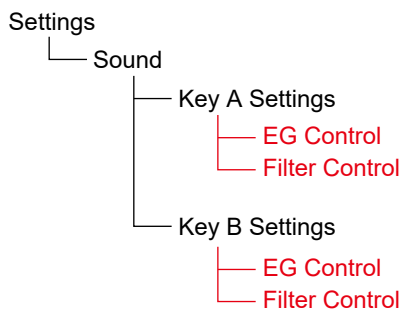 Settings
Sound
Key A Settings
EG Control
Filter Control
Key B Settings
EG Control
Filter Control